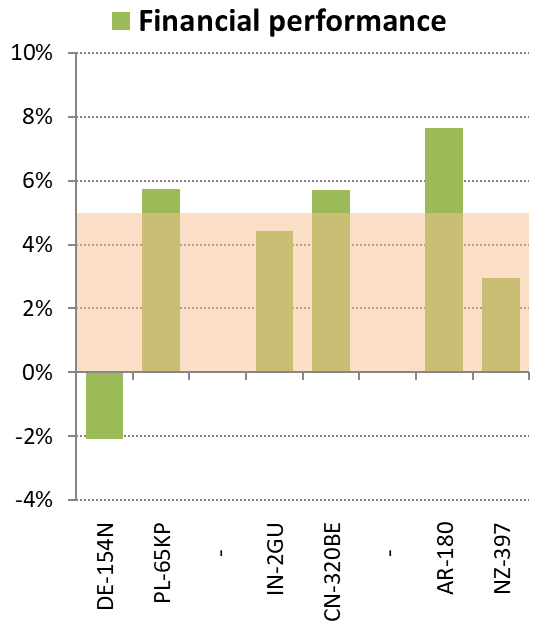 Financial performance
10%
8%
6%
4%
2%
0%
-2%
-4%
DE-154N
PL-65KP
-
IN-2GU
CN-320BE
-
AR-180
NZ-397